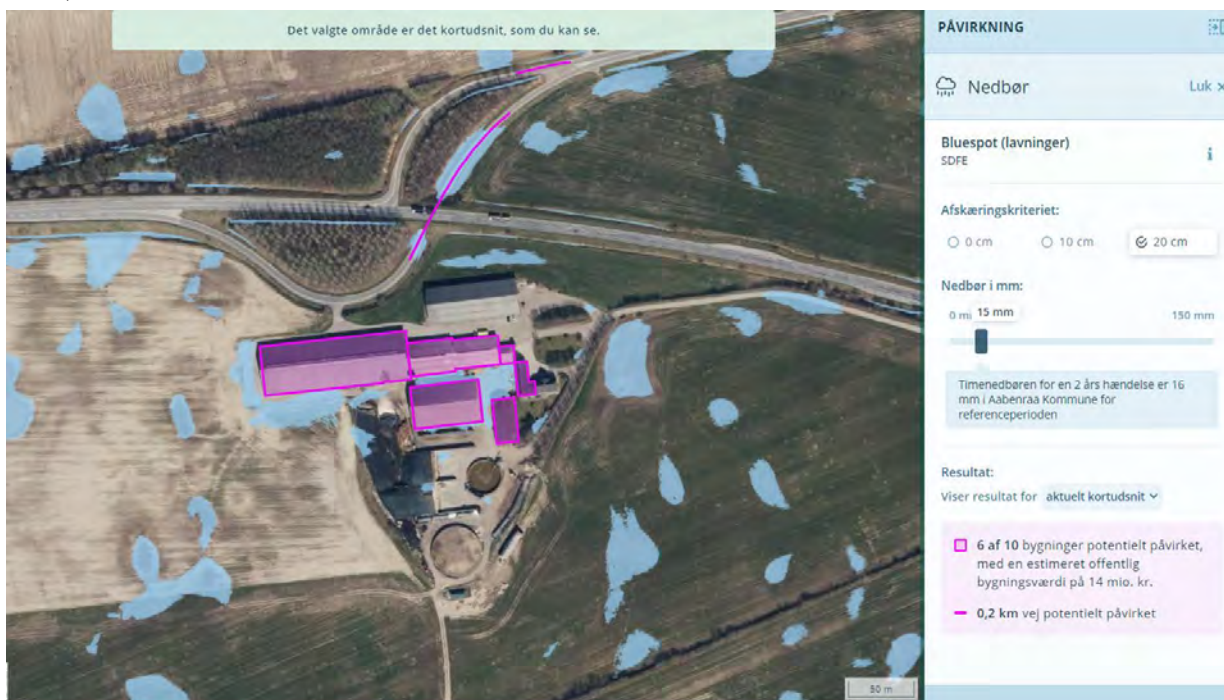 Det valgte område er det kortudsnit, som du kan se.
50 m
PÅVIRKNING
Nedbør
Luk ×
Bluespot (lavninger)
SDFE
i
Afskæringskriteriet:
0 cm
10 cm
20 cm
Nedbør i mm:
15 mm
150 mm
Timenedbøren for en 2 års hændelse er 16
mm i Aabenraa Kommune for
referenceperioden
Resultat:
Viser resultat for aktuelt kortudsnit
6 af 10 bygninger potentielt påvirket,
med en estimeret offentlig
bygningsværdi på 14 mio. kr.
0,2 km vej potentielt påvirket